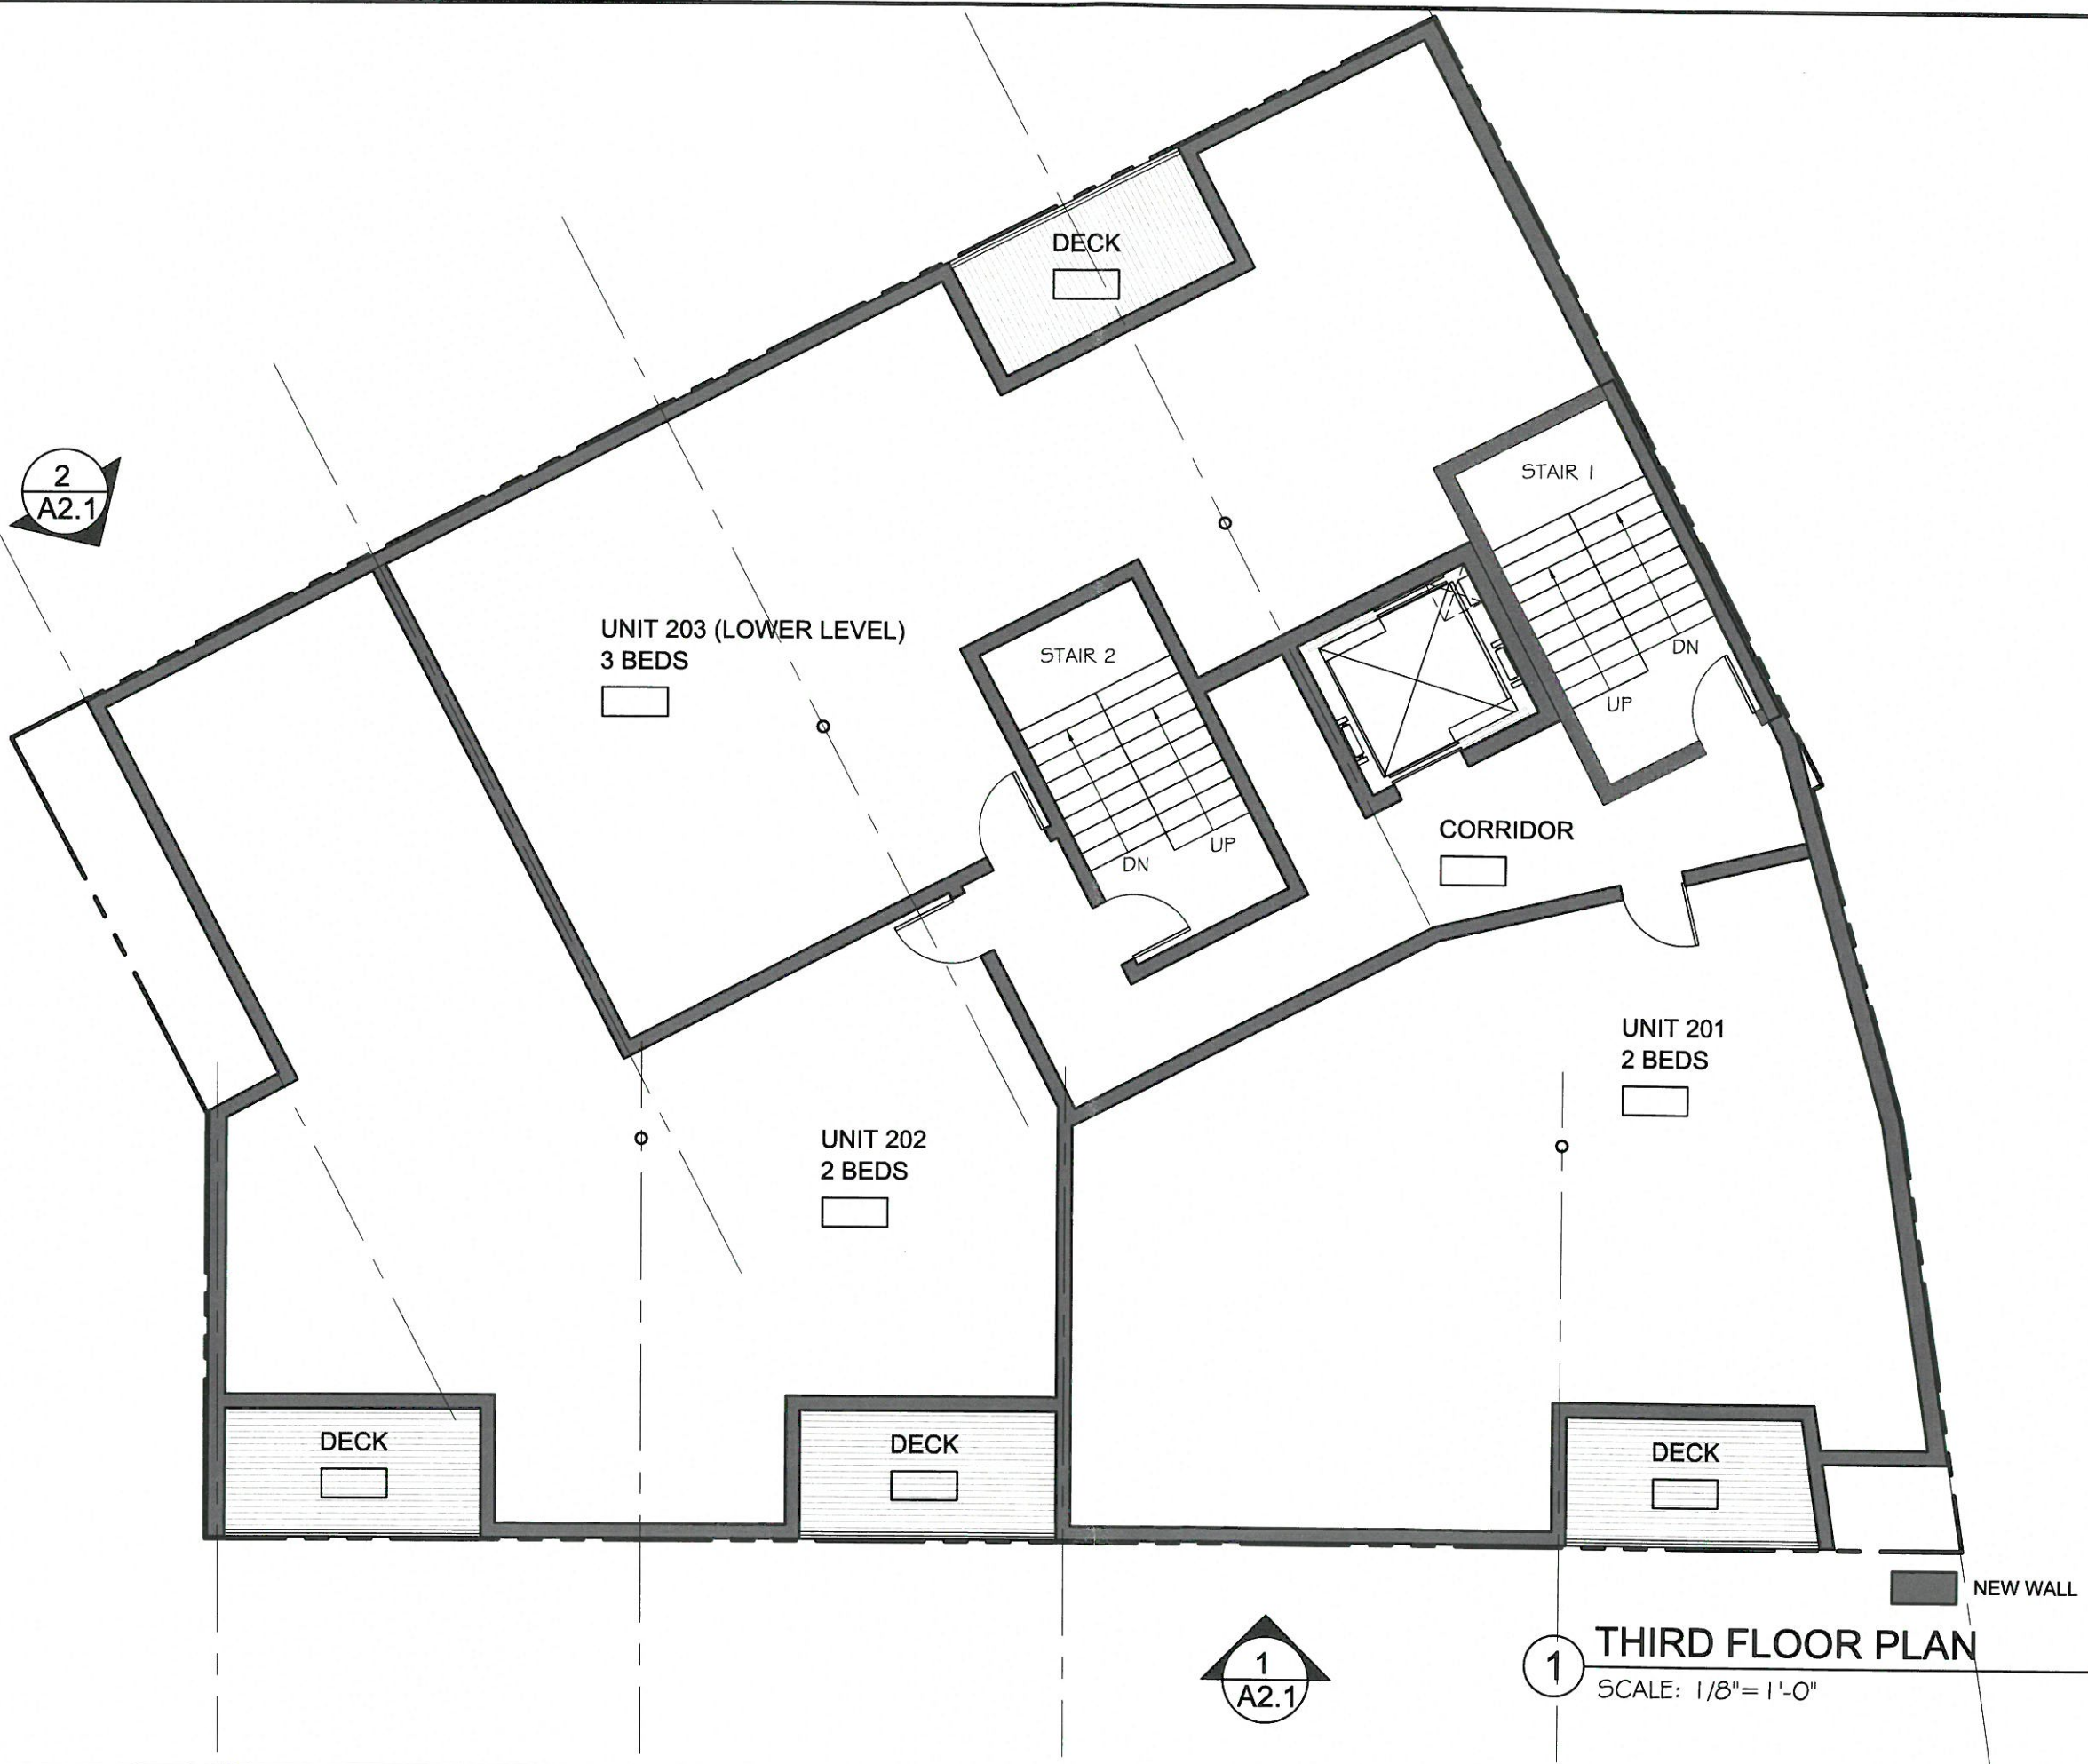 DECK
2
A2.1
STAIR 1
UNIT 203 (LOWER LEVEL)
3 BEDS
STAIR 2
DN
UP
DN
UP
CORRIDOR
UNIT 201
2 BEDS
UNIT 202
2 BEDS
DECK
DECK
DECK
NEW WALL
1
A2.1
1
THIRD FLOOR PLAN
SCALE: 1/8"=1'-0"